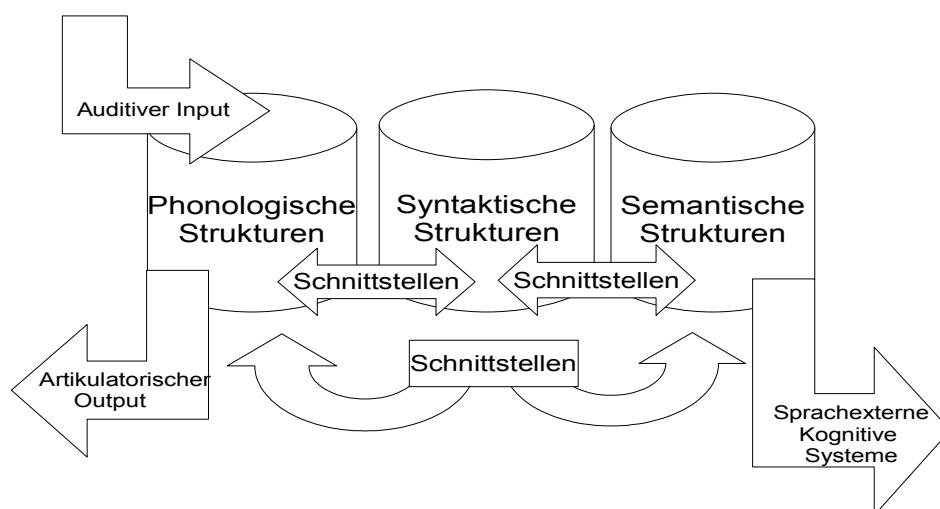 Auditiver Input
Phonologische
Strukturen
Syntaktische
Strukturen
Semantische
Strukturen
Schnittstellen
Schnittstellen
Schnittstellen
Artikulatorischer
Output
Sprachexterne
Kognitive
Systeme